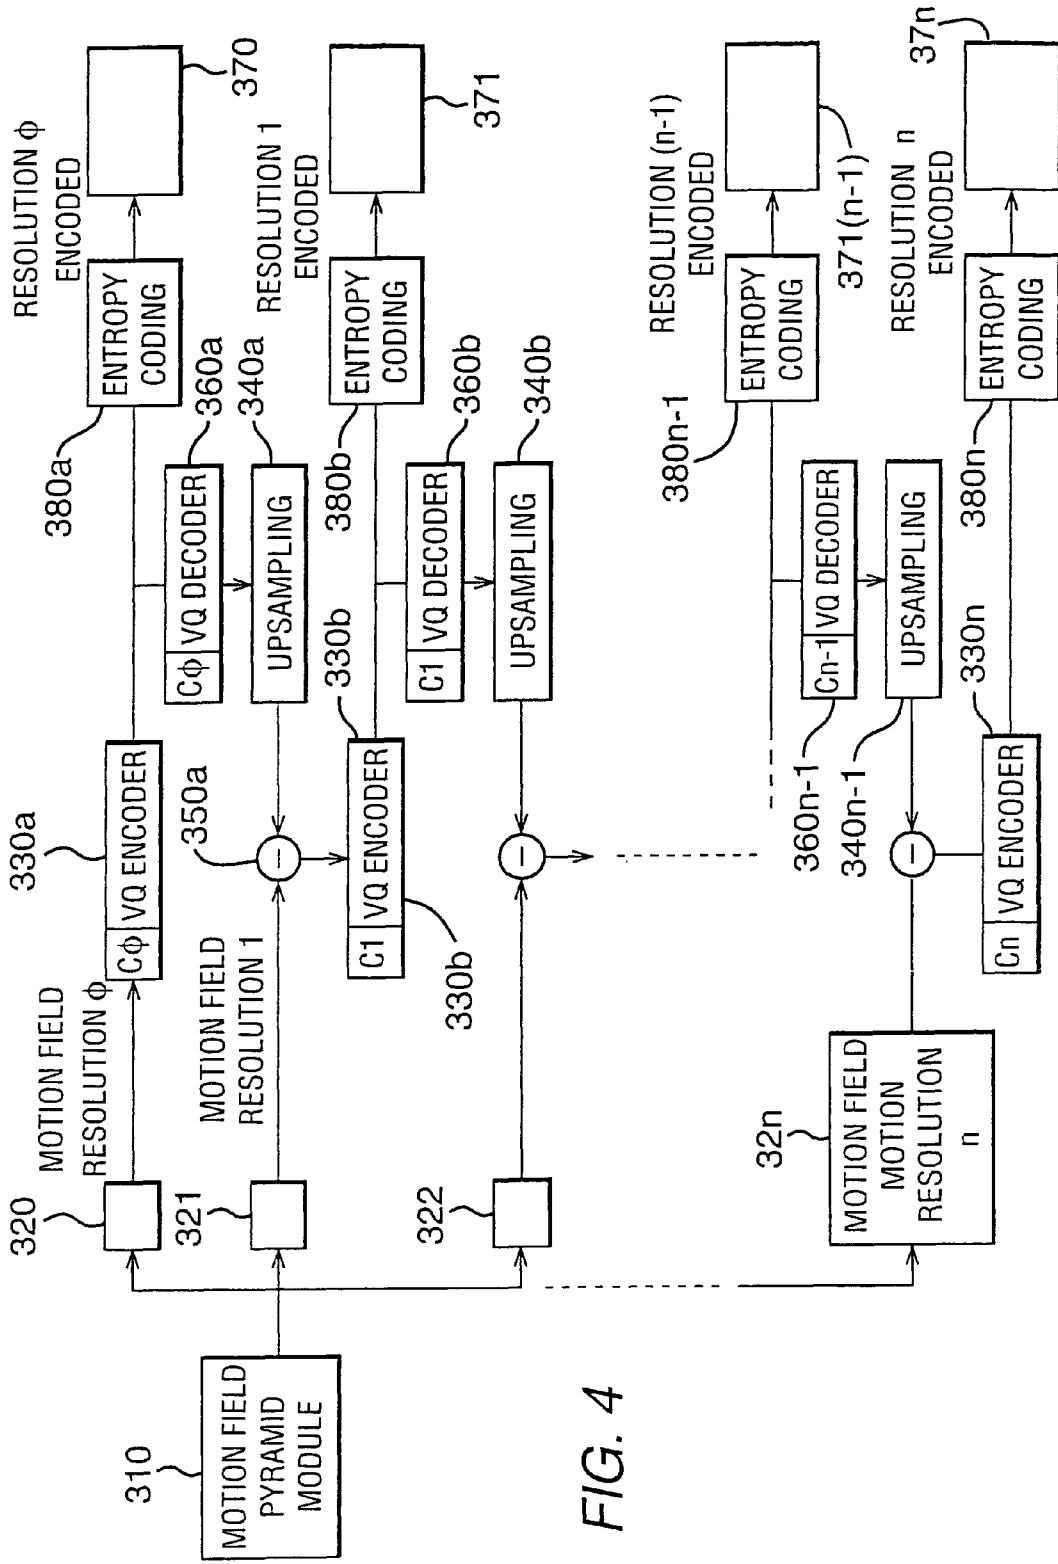 310
MOTION FIELD
PYRAMID
MODULE
320
MOTION FIELD
RESOLUTION ϕ
330a
Cϕ VQ ENCODER
380a
ENTROPY
CODING
RESOLUTION ϕ
ENCODED
370
Cϕ VQ DECODER
360a
UPSAMPLING
340a
321
MOTION FIELD
RESOLUTION 1
350a
−
330b
C1 VQ ENCODER
330b
380b
ENTROPY
CODING
RESOLUTION 1
ENCODED
371
C1 VQ DECODER
360b
UPSAMPLING
340b
322
−
380n-1
ENTROPY
CODING
RESOLUTION (n-1)
ENCODED
371(n-1)
Cn-1 VQ DECODER
360n-1
UPSAMPLING
340n-1
32n
MOTION FIELD
MOTION
RESOLUTION
n
−
330n
Cn VQ ENCODER
380n
ENTROPY
CODING
RESOLUTION n
ENCODED
37n
FIG. 4